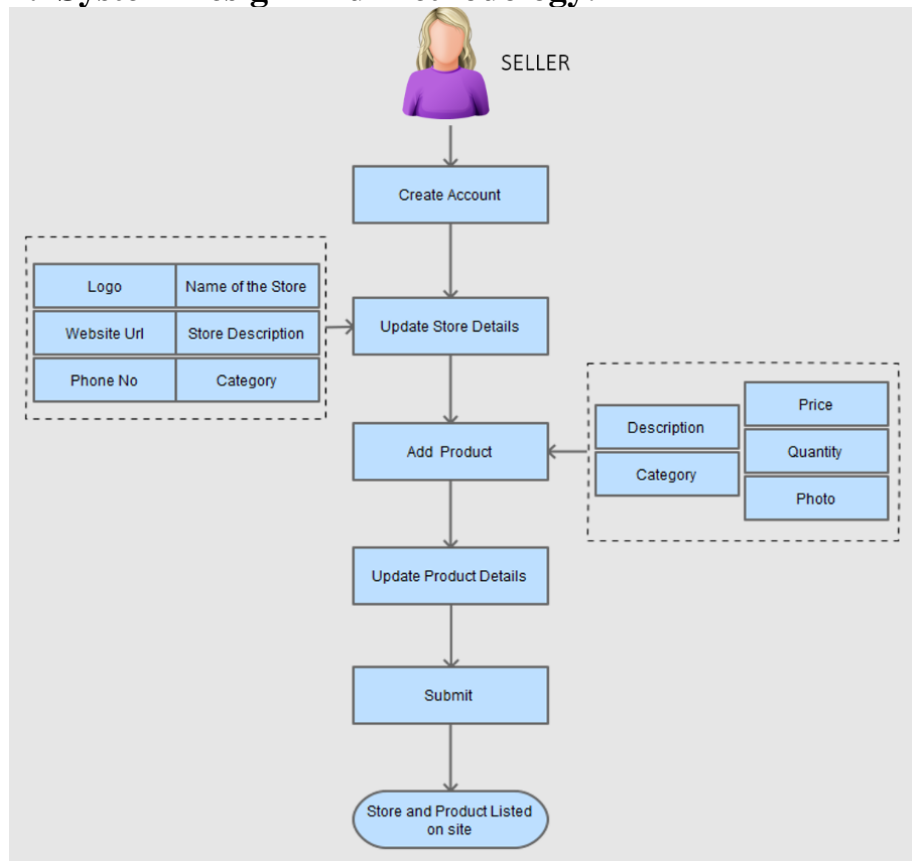 SELLER
Create Account
Logo
Name of the Store
Website Url
Store Description
Phone No
Category
Update Store Details
Description
Category
Price
Quantity
Photo
Add Product
Update Product Details
Submit
Store and Product Listed
on site